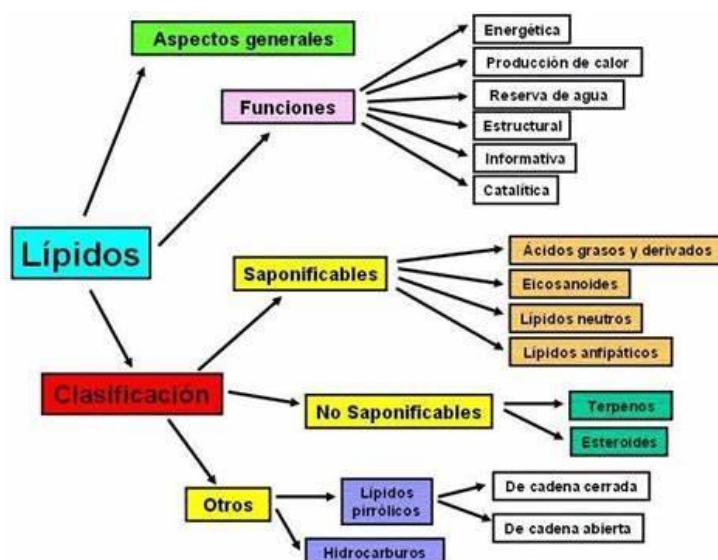 Aspectos generales
Funciones
Energética
Producción de calor
Reserva de agua
Estructural
Informativa
Catalítica
Lípidos
Clasificación
Saponificables
Ácidos grasos y derivados
Eicosanoides
Lípidos neutros
Lípidos anfipáticos
No Saponificables
Terpenos
Esteroides
Otros
Lípidos
pirrólicos
De cadena cerrada
De cadena abierta
Hidrocarburos